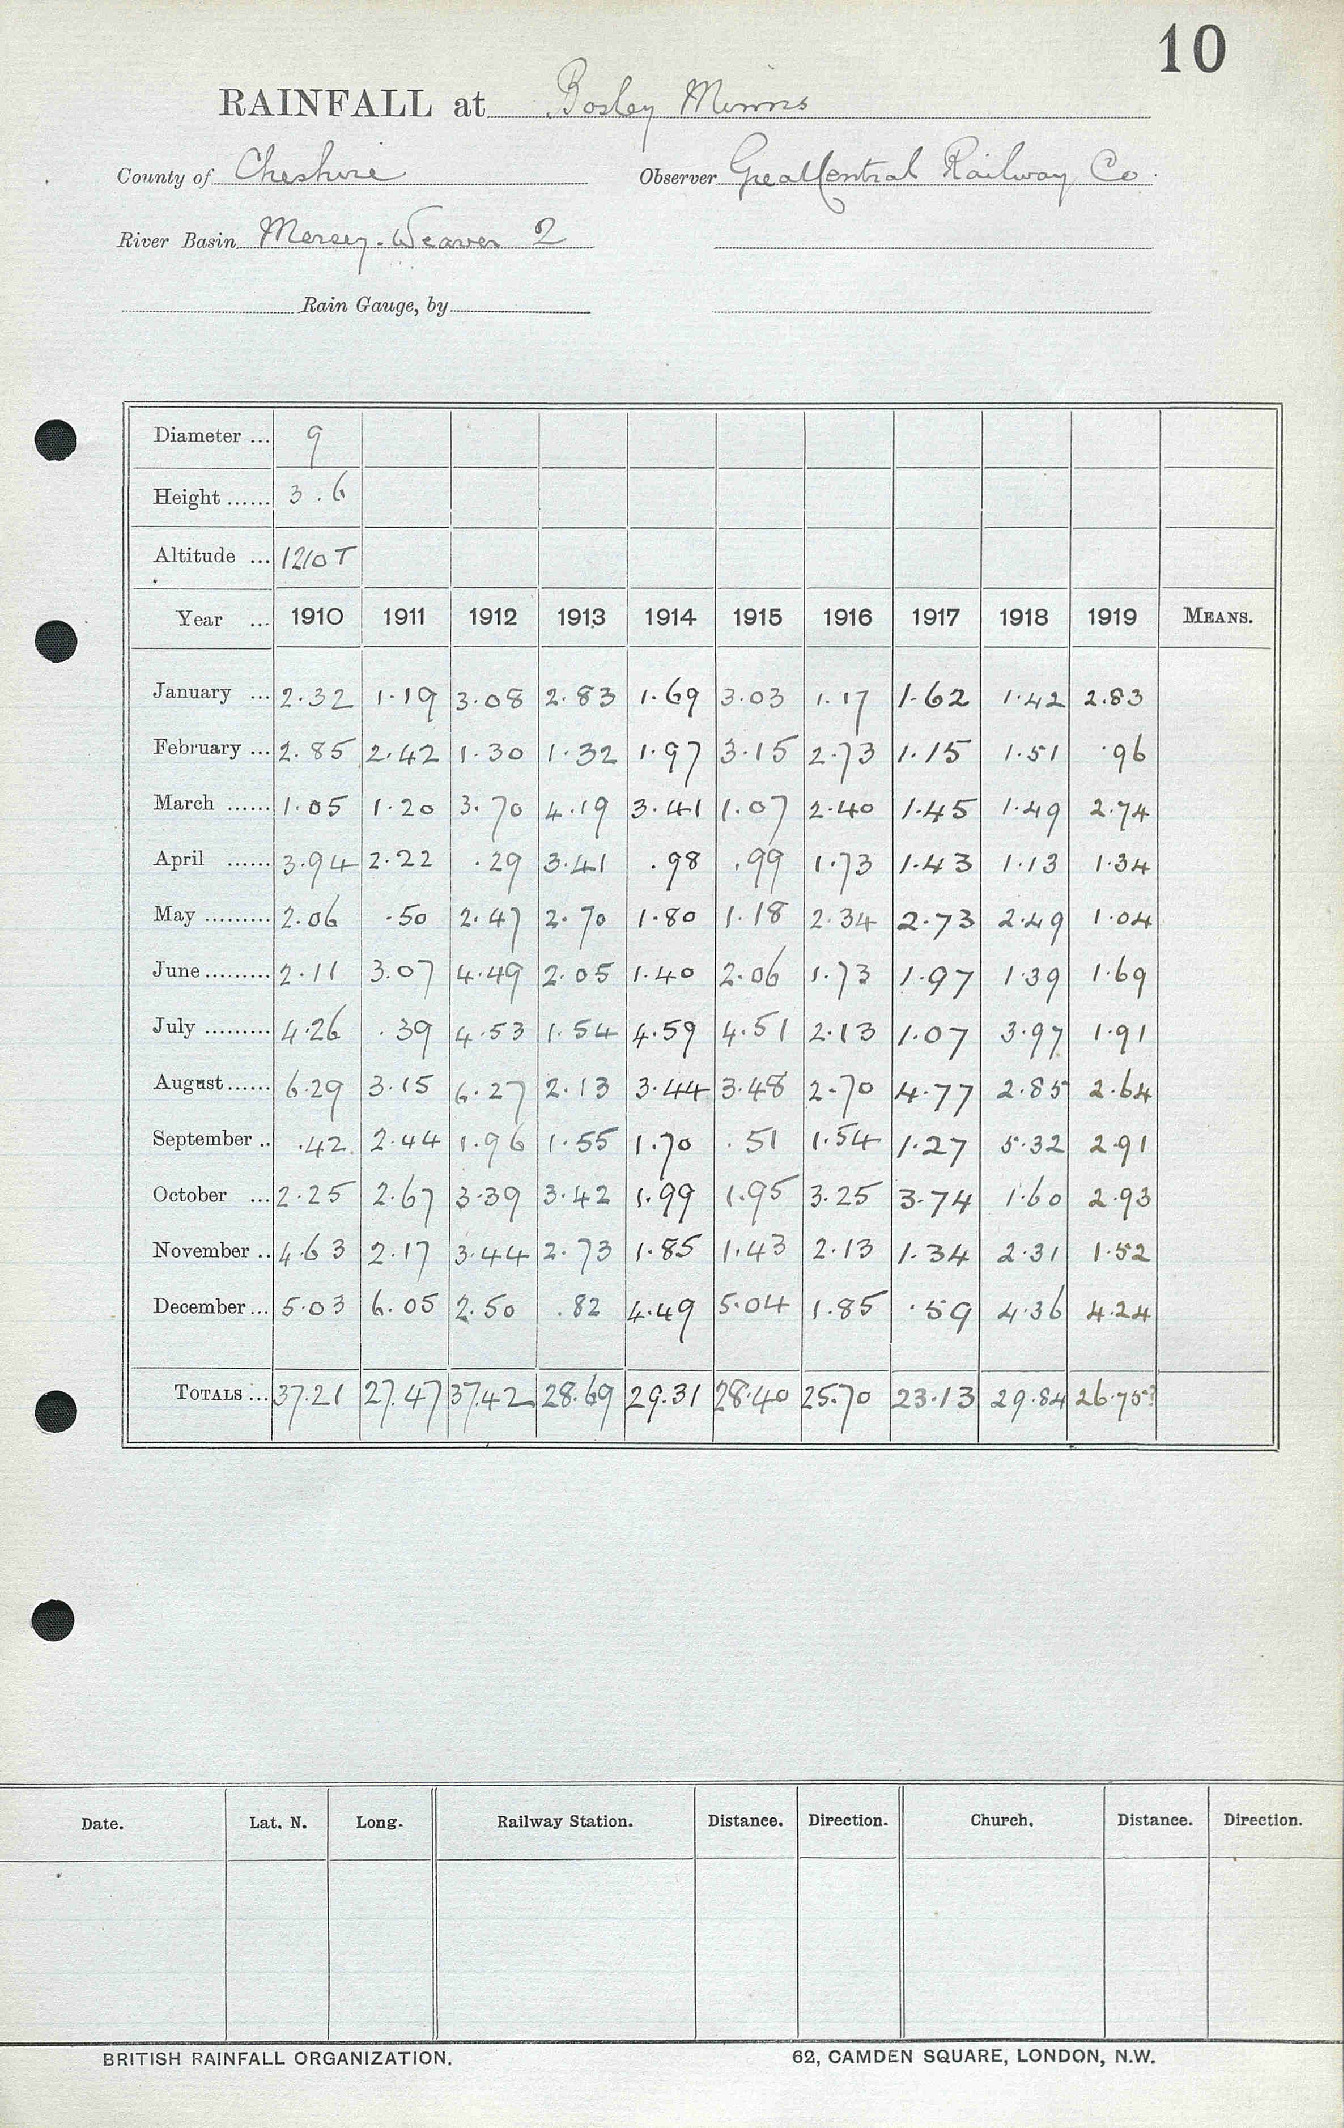 10
RAINFALL at Bosley Minns
County of Cheshire Observer Great Central Railway Co.
River Basin Mersey-Weaver 2
Rain Gauge, by
Diameter ... 9
Height ...... 3.6
Altitude ... 1210 T
Year ... 1910 1911 1912 1913 1914 1915 1916 1917 1918 1919 MEANS.
January ... 2.32 1.19 3.08 2.83 1.69 3.03 1.17 1.62 1.42 2.83
February ... 2.85 2.42 1.30 1.32 1.97 3.15 2.73 1.15 1.51 .96
March ...... 1.05 1.20 3.70 4.19 3.41 1.07 2.40 1.45 1.49 2.74
April ...... 3.94 2.22 .29 3.41 .98 .99 1.73 1.43 1.13 1.34
May ......... 2.06 .50 2.47 2.70 1.80 1.18 2.34 2.73 2.49 1.04
June ......... 2.11 3.07 4.49 2.05 1.40 2.06 1.73 1.97 1.39 1.69
July ......... 4.26 .39 4.53 1.54 4.59 4.51 2.13 1.07 3.97 1.91
August ...... 6.29 3.15 6.27 2.13 3.44 3.48 2.70 4.77 2.85 2.64
September .. .42 2.44 1.96 1.55 1.70 .51 1.54 1.27 5.32 2.91
October ... 2.25 2.67 3.39 3.42 1.99 1.95 3.25 3.74 1.60 2.93
November .. 4.63 2.17 3.44 2.73 1.85 1.43 2.13 1.34 2.31 1.52
December ... 5.03 6.05 2.50 .82 4.49 5.04 1.85 .59 4.36 4.24
TOTALS ... 37.21 27.47 37.42 28.69 29.31 28.40 25.70 23.13 29.84 26.75?
Date. Lat. N. Long. Railway Station. Distance. Direction. Church. Distance. Direction.
BRITISH RAINFALL ORGANIZATION. 62, CAMDEN SQUARE, LONDON, N.W.